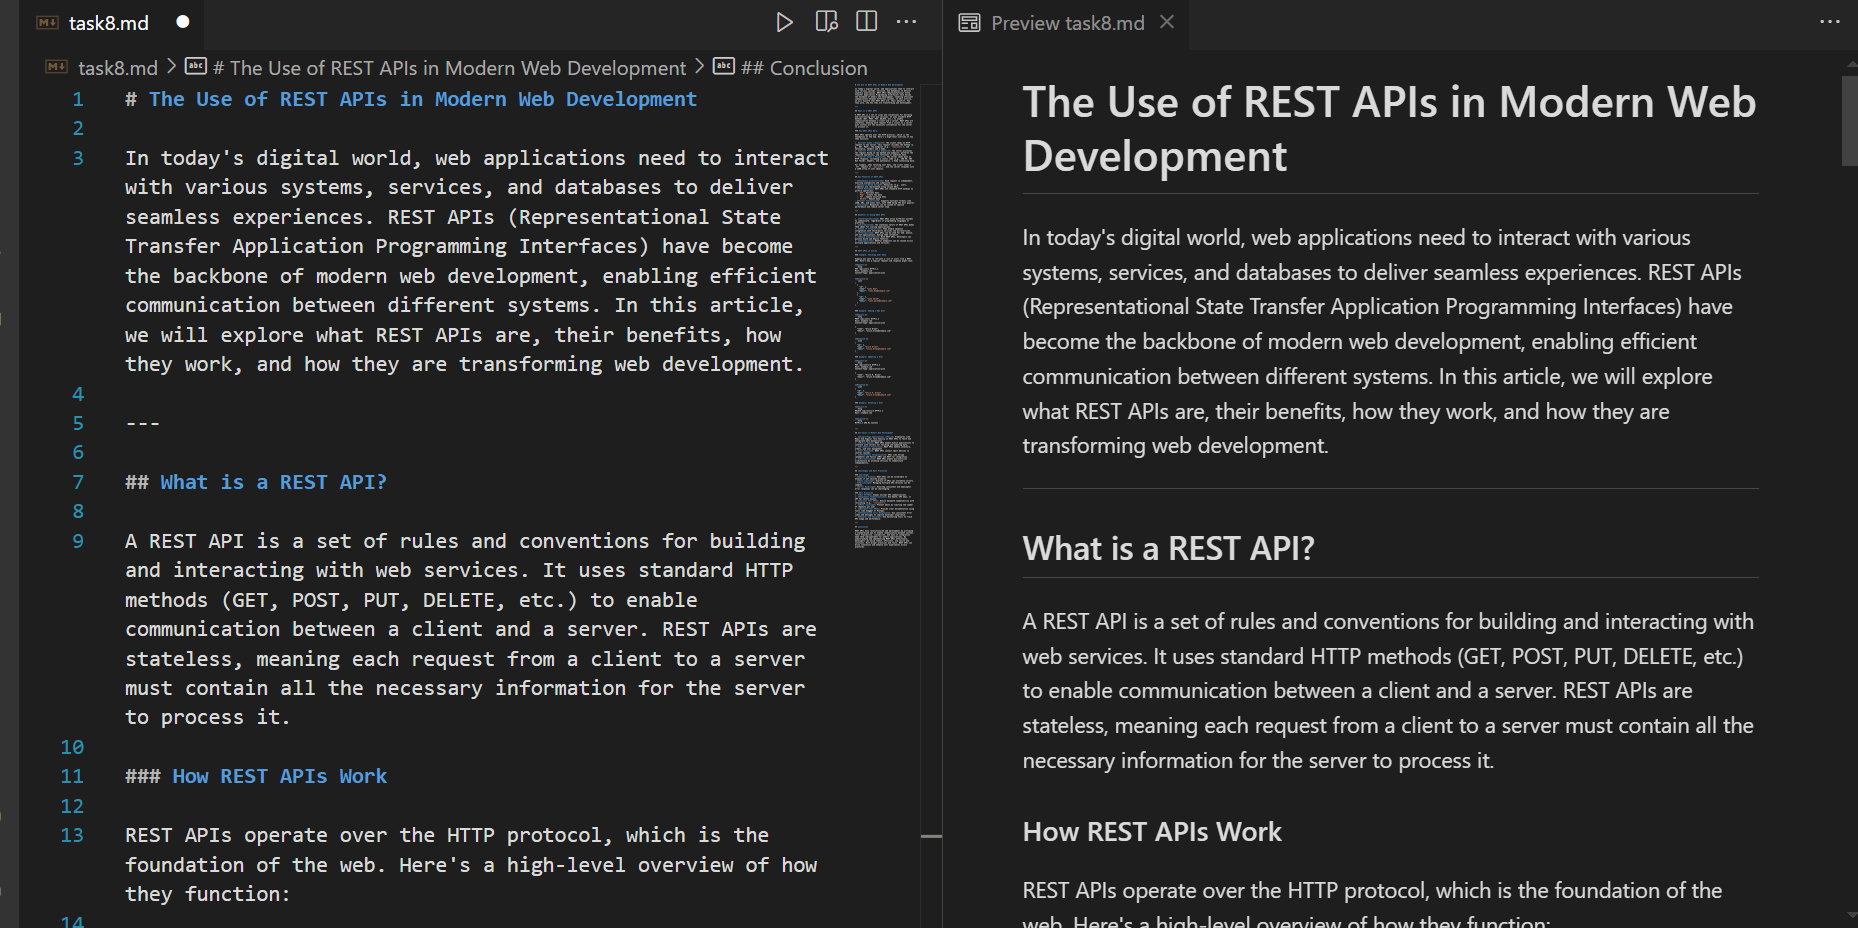 task8.md
task8.md > # The Use of REST APIs in Modern Web Development > ## Conclusion
1 # The Use of REST APIs in Modern Web Development
2
3 In today's digital world, web applications need to interact
with various systems, services, and databases to deliver
seamless experiences. REST APIs (Representational State
Transfer Application Programming Interfaces) have become
the backbone of modern web development, enabling efficient
communication between different systems. In this article,
we will explore what REST APIs are, their benefits, how
they work, and how they are transforming web development.
4
5 ---
6
7 ## What is a REST API?
8
9 A REST API is a set of rules and conventions for building
and interacting with web services. It uses standard HTTP
methods (GET, POST, PUT, DELETE, etc.) to enable
communication between a client and a server. REST APIs are
stateless, meaning each request from a client to a server
must contain all the necessary information for the server
to process it.
10
11 ### How REST APIs Work
12
13 REST APIs operate over the HTTP protocol, which is the
foundation of the web. Here's a high-level overview of how
they function:
14
Preview task8.md
The Use of REST APIs in Modern Web
Development
In today's digital world, web applications need to interact with various
systems, services, and databases to deliver seamless experiences. REST APIs
(Representational State Transfer Application Programming Interfaces) have
become the backbone of modern web development, enabling efficient
communication between different systems. In this article, we will explore
what REST APIs are, their benefits, how they work, and how they are
transforming web development.
What is a REST API?
A REST API is a set of rules and conventions for building and interacting with
web services. It uses standard HTTP methods (GET, POST, PUT, DELETE, etc.)
to enable communication between a client and a server. REST APIs are
stateless, meaning each request from a client to a server must contain all the
necessary information for the server to process it.
How REST APIs Work
REST APIs operate over the HTTP protocol, which is the foundation of the
web. Here's a high-level overview of how they function: